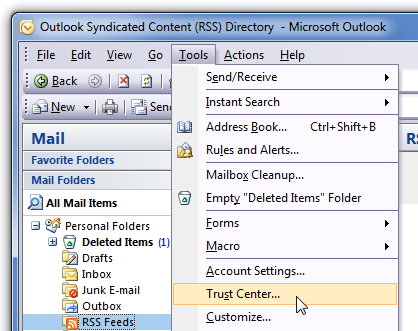 Outlook Syndicated Content (RSS) Directory - Microsoft Outlook
File Edit View Go Tools Actions Help
Back
New Send
Mail
Favorite Folders
Mail Folders
All Mail Items
Personal Folders
Deleted Items (1)
Drafts
Inbox
Junk E-mail
Outbox
RSS Feeds
Send/Receive
Instant Search
Address Book... Ctrl+Shift+B
Rules and Alerts...
Mailbox Cleanup...
Empty "Deleted Items" Folder
Forms
Macro
Account Settings...
Trust Center...
Customize...
RS